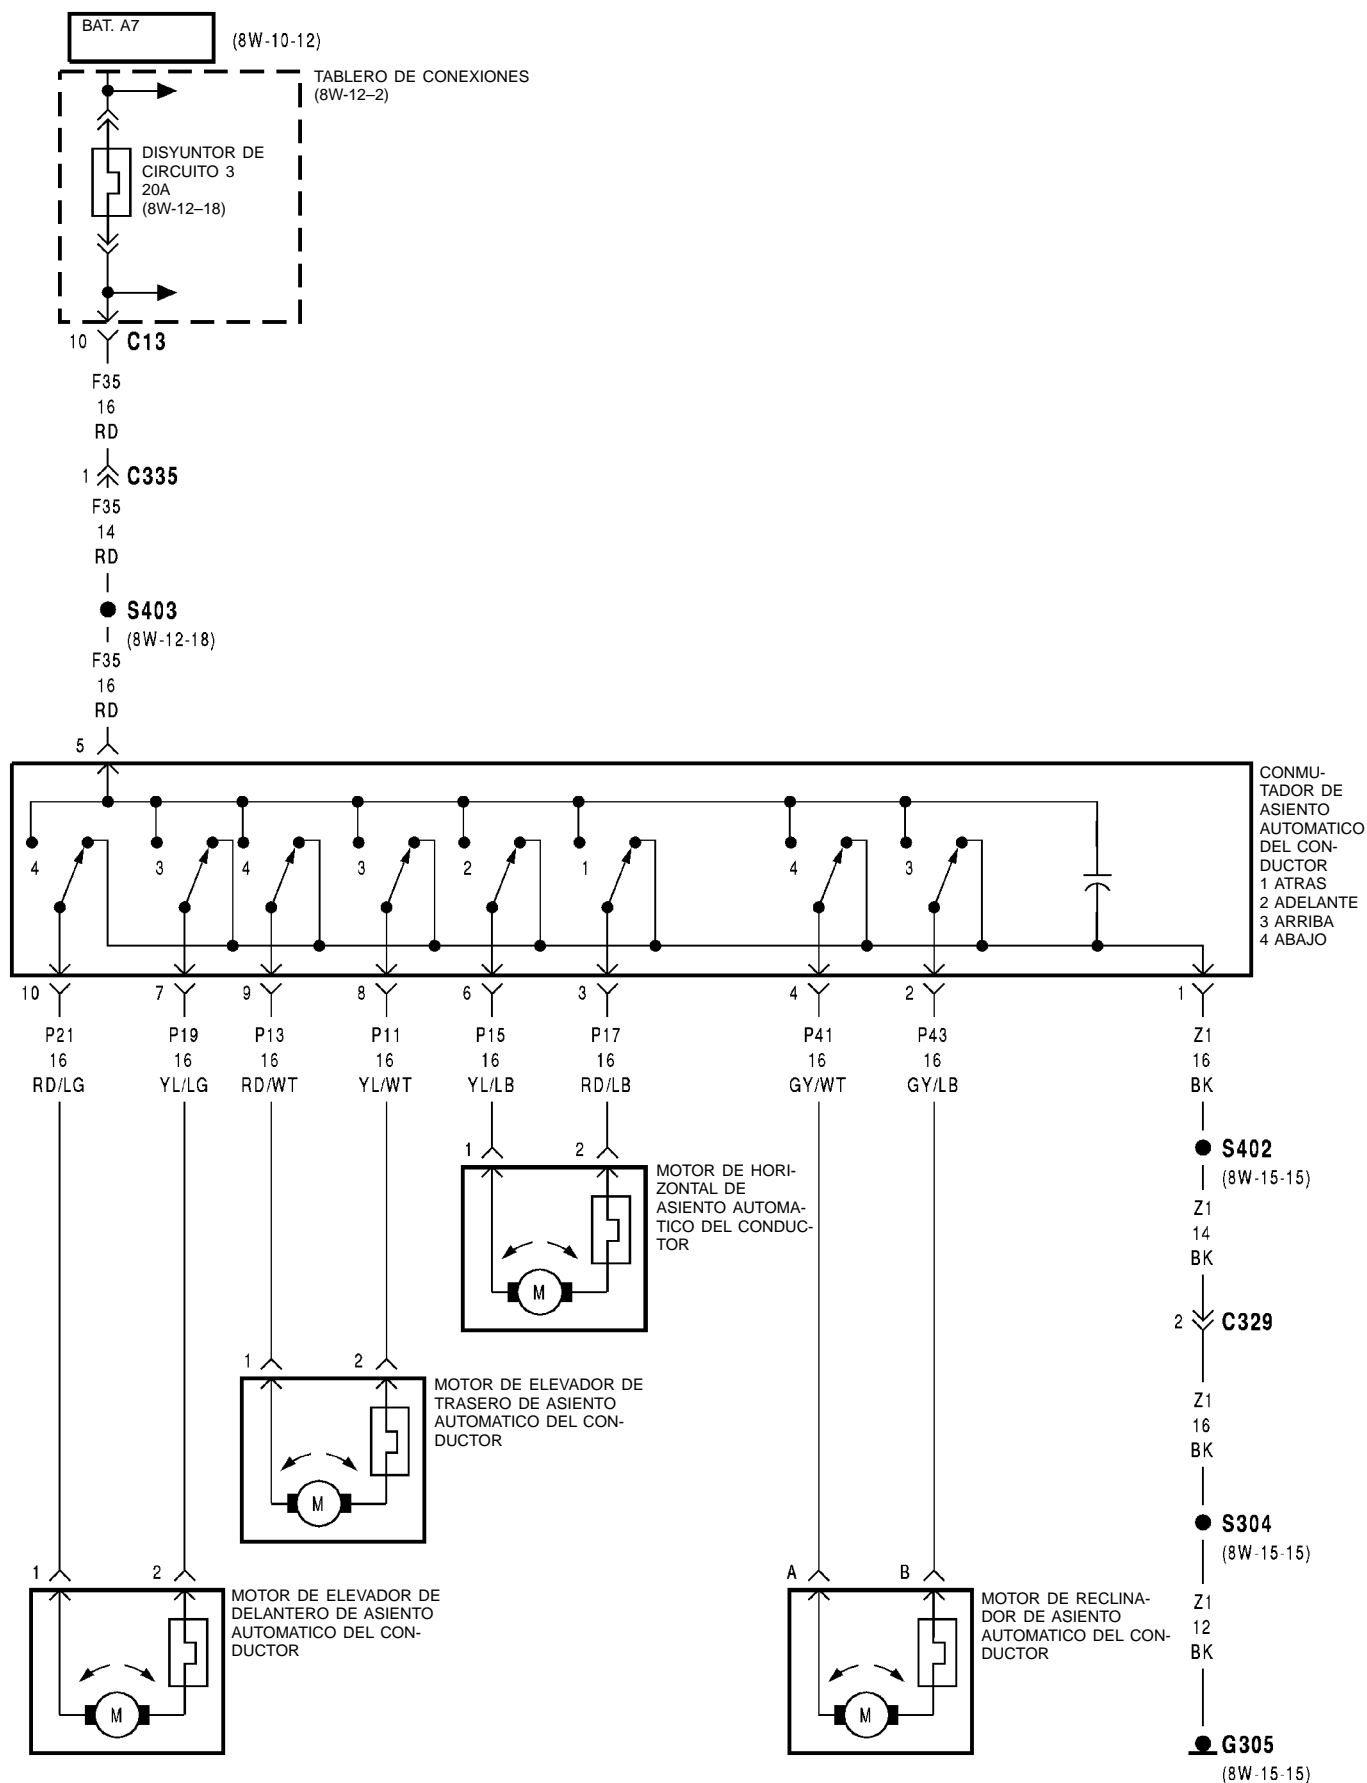 BAT. A7
(8W-10-12)
TABLERO DE CONEXIONES
(8W-12–2)
DISYUNTOR DE
CIRCUITO 3
20A
(8W-12–18)
10 C13
F35
16
RD
1 C335
F35
14
RD
S403
(8W-12-18)
F35
16
RD
5
CONMU-
TADOR DE
ASIENTO
AUTOMATICO
DEL CON-
DUCTOR
1 ATRAS
2 ADELANTE
3 ARRIBA
4 ABAJO
4 3 4 3 2 1 4 3
10 7 9 8 6 3 4 2 1
P21 P19 P13 P11 P15 P17 P41 P43 Z1
16 16 16 16 16 16 16 16 16
RD/LG YL/LG RD/WT YL/WT YL/LB RD/LB GY/WT GY/LB BK
S402
(8W-15-15)
Z1
14
BK
2 C329
Z1
16
BK
S304
(8W-15-15)
Z1
12
BK
G305
(8W-15-15)
1 2
MOTOR DE HORI-
ZONTAL DE
ASIENTO AUTOMA-
TICO DEL CONDUC-
TOR
M
1 2
MOTOR DE ELEVADOR DE
TRASERO DE ASIENTO
AUTOMATICO DEL CON-
DUCTOR
M
1 2
MOTOR DE ELEVADOR DE
DELANTERO DE ASIENTO
AUTOMATICO DEL CON-
DUCTOR
M
A B
MOTOR DE RECLINA-
DOR DE ASIENTO
AUTOMATICO DEL CON-
DUCTOR
M